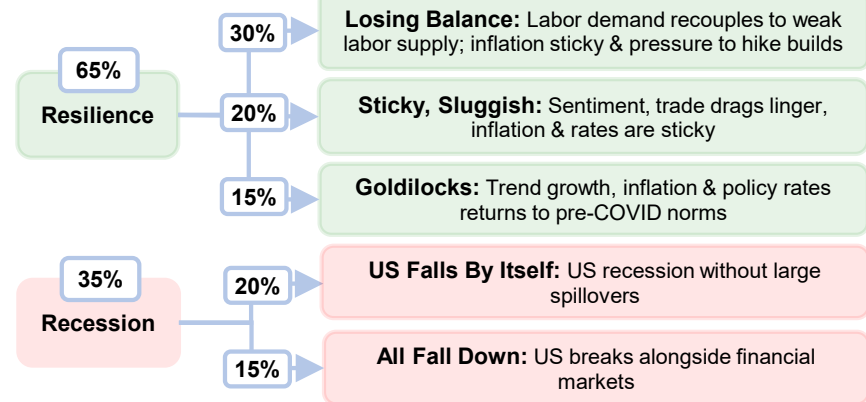 30%
Losing Balance: Labor demand recouples to weak
labor supply; inflation sticky & pressure to hike builds
65%
Resilience
20%
Sticky, Sluggish: Sentiment, trade drags linger,
inflation & rates are sticky
15%
Goldilocks: Trend growth, inflation & policy rates
returns to pre-COVID norms
35%
Recession
20%
US Falls By Itself: US recession without large
spillovers
15%
All Fall Down: US breaks alongside financial
markets